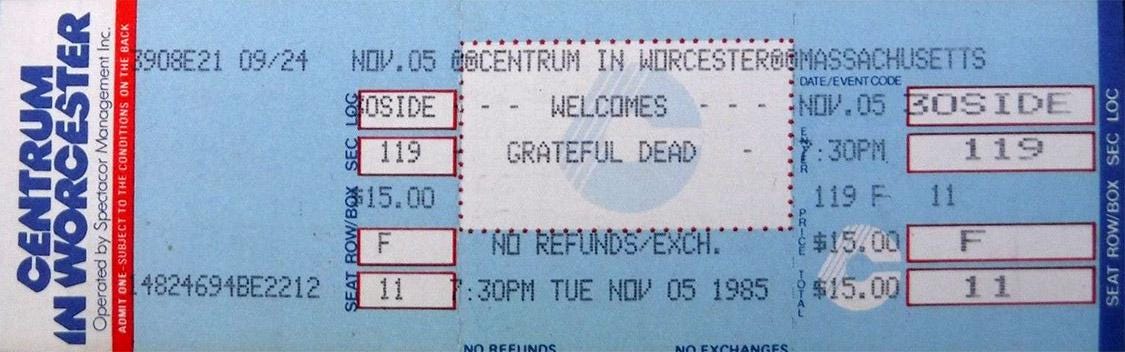 CENTRUM
IN WORCESTER
Operated by Spectacor Management Inc.
ADMIT ONE-SUBJECT TO THE CONDITIONS ON THE BACK
3908E21 09/24 NOV.05 @@CENTRUM IN WORCESTER@@MASSACHUSETTS
DATE/EVENT CODE
SEC LOC
OSIDE - - WELCOMES - - - NOV.05 3OSIDE
119 GRATEFUL DEAD - :30PM 119
$15.00 119 F 11
SEAT ROW/BOX
F NO REFUNDS/EXCH. $15.00 F
PRICE
TOTAL
14824694BE2212 11 7:30PM TUE NOV 05 1985 $15.00 11
SEAT ROW/BOX SEC LOC
NO REFUNDS NO EXCHANGES